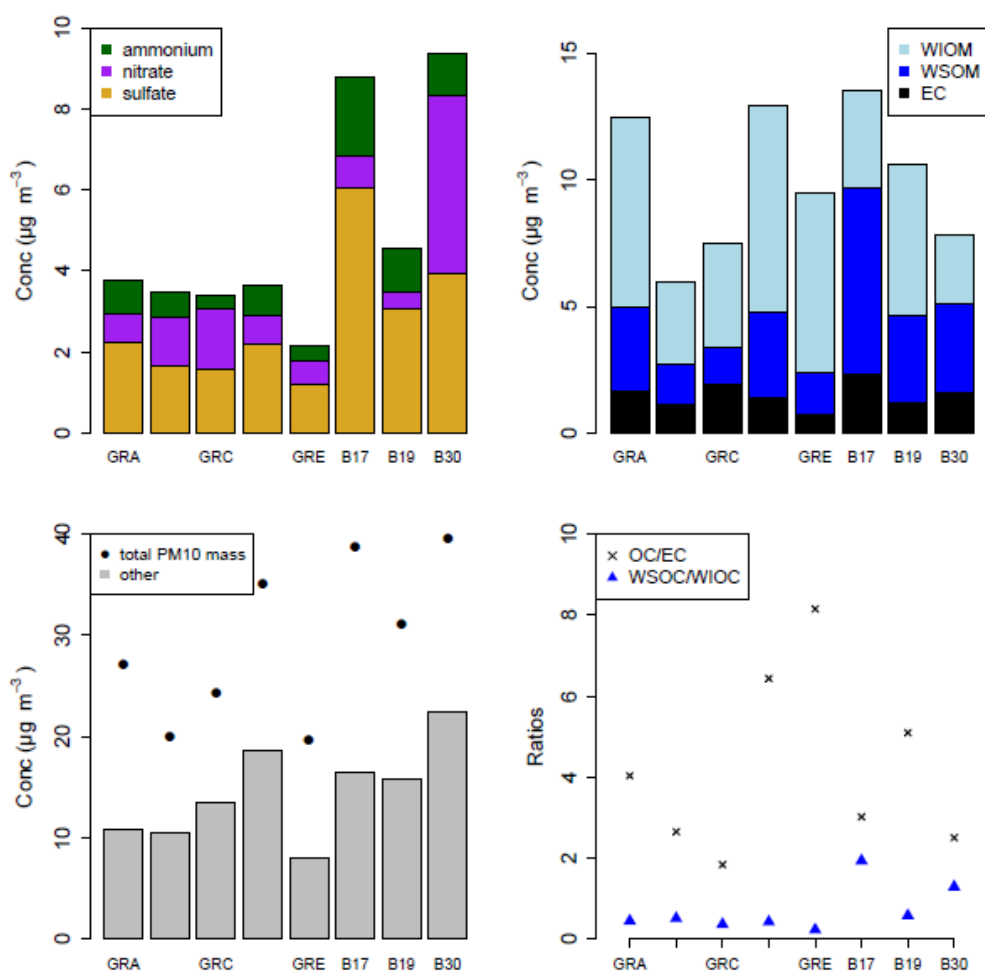 ammonium
nitrate
sulfate
Conc (µg m⁻³)
0 2 4 6 8 10
GRA GRC GRE B17 B19 B30
WIOM
WSOM
EC
Conc (µg m⁻³)
0 5 10 15
GRA GRC GRE B17 B19 B30
total PM10 mass
other
Conc (µg m⁻³)
0 10 20 30 40
GRA GRC GRE B17 B19 B30
OC/EC
WSOC/WIOC
Ratios
0 2 4 6 8 10
GRA GRC GRE B17 B19 B30